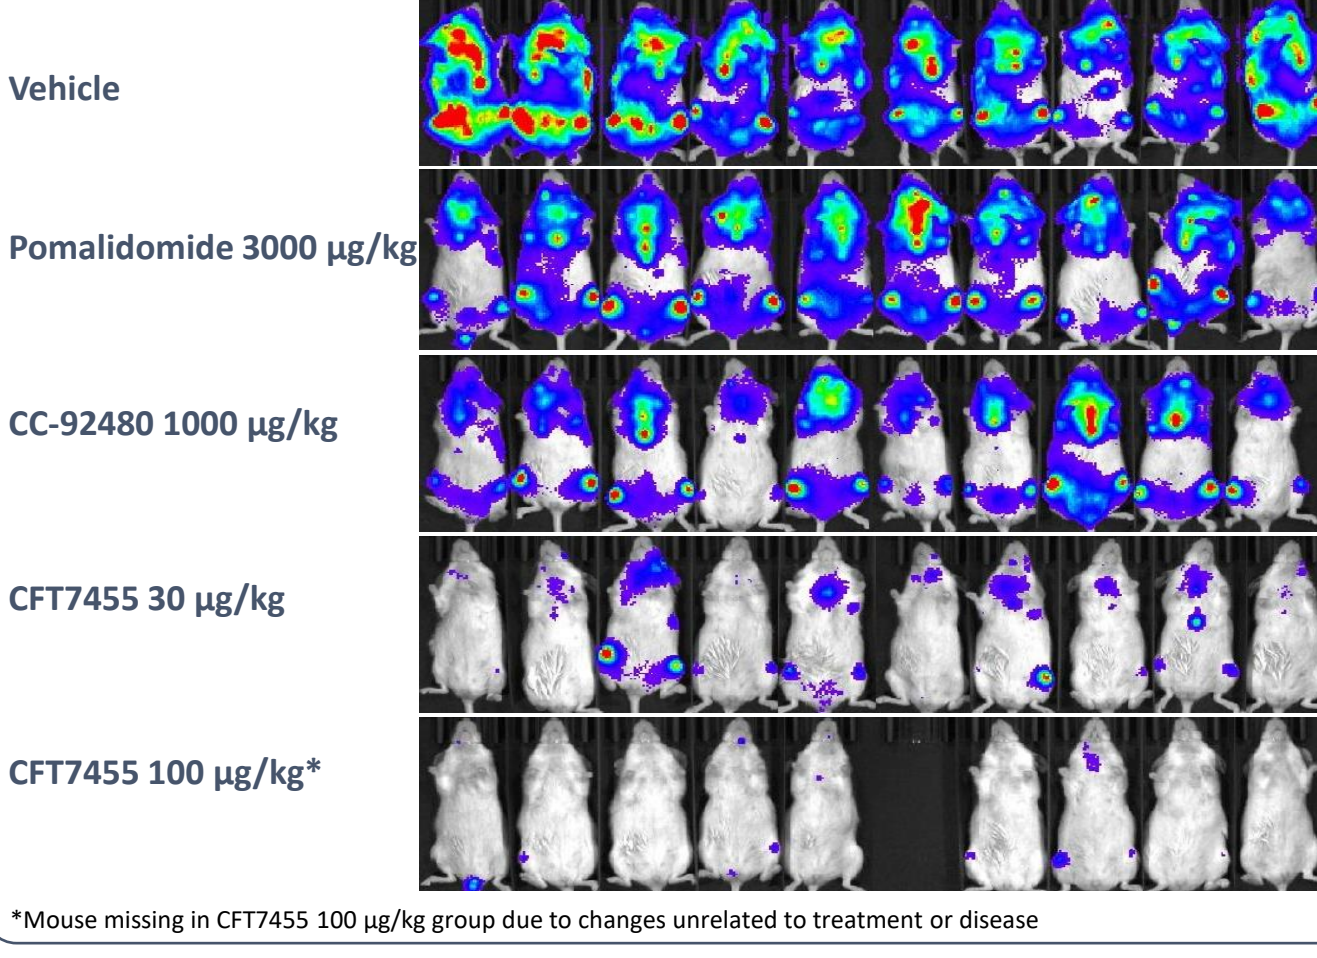 Vehicle
Pomalidomide 3000 µg/kg
CC-92480 1000 µg/kg
CFT7455 30 µg/kg
CFT7455 100 µg/kg*
*Mouse missing in CFT7455 100 µg/kg group due to changes unrelated to treatment or disease